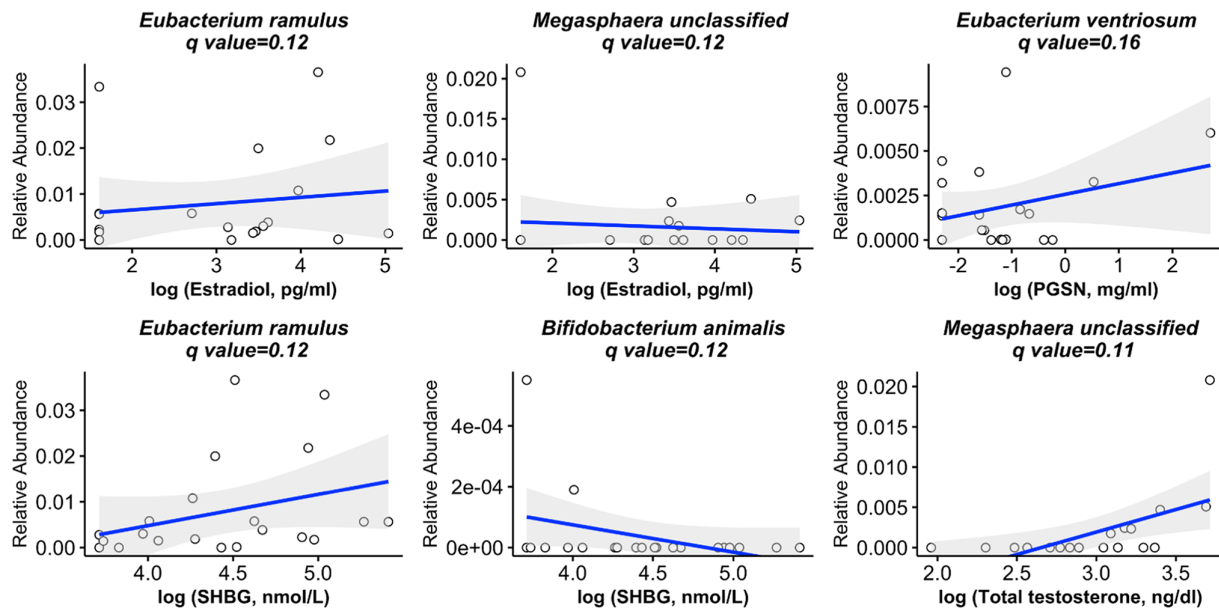 Eubacterium ramulus
q value=0.12
Relative Abundance
0.03
0.02
0.01
0.00
2 3 4 5
log (Estradiol, pg/ml)
Megasphaera unclassified
q value=0.12
Relative Abundance
0.020
0.015
0.010
0.005
0.000
2 3 4 5
log (Estradiol, pg/ml)
Eubacterium ventriosum
q value=0.16
Relative Abundance
0.0075
0.0050
0.0025
0.0000
-2 -1 0 1 2
log (PGSN, mg/ml)
Eubacterium ramulus
q value=0.12
Relative Abundance
0.03
0.02
0.01
0.00
4.0 4.5 5.0
log (SHBG, nmol/L)
Bifidobacterium animalis
q value=0.12
Relative Abundance
4e-04
2e-04
0e+00
4.0 4.5 5.0
log (SHBG, nmol/L)
Megasphaera unclassified
q value=0.11
Relative Abundance
0.020
0.015
0.010
0.005
0.000
2.0 2.5 3.0 3.5
log (Total testosterone, ng/dl)